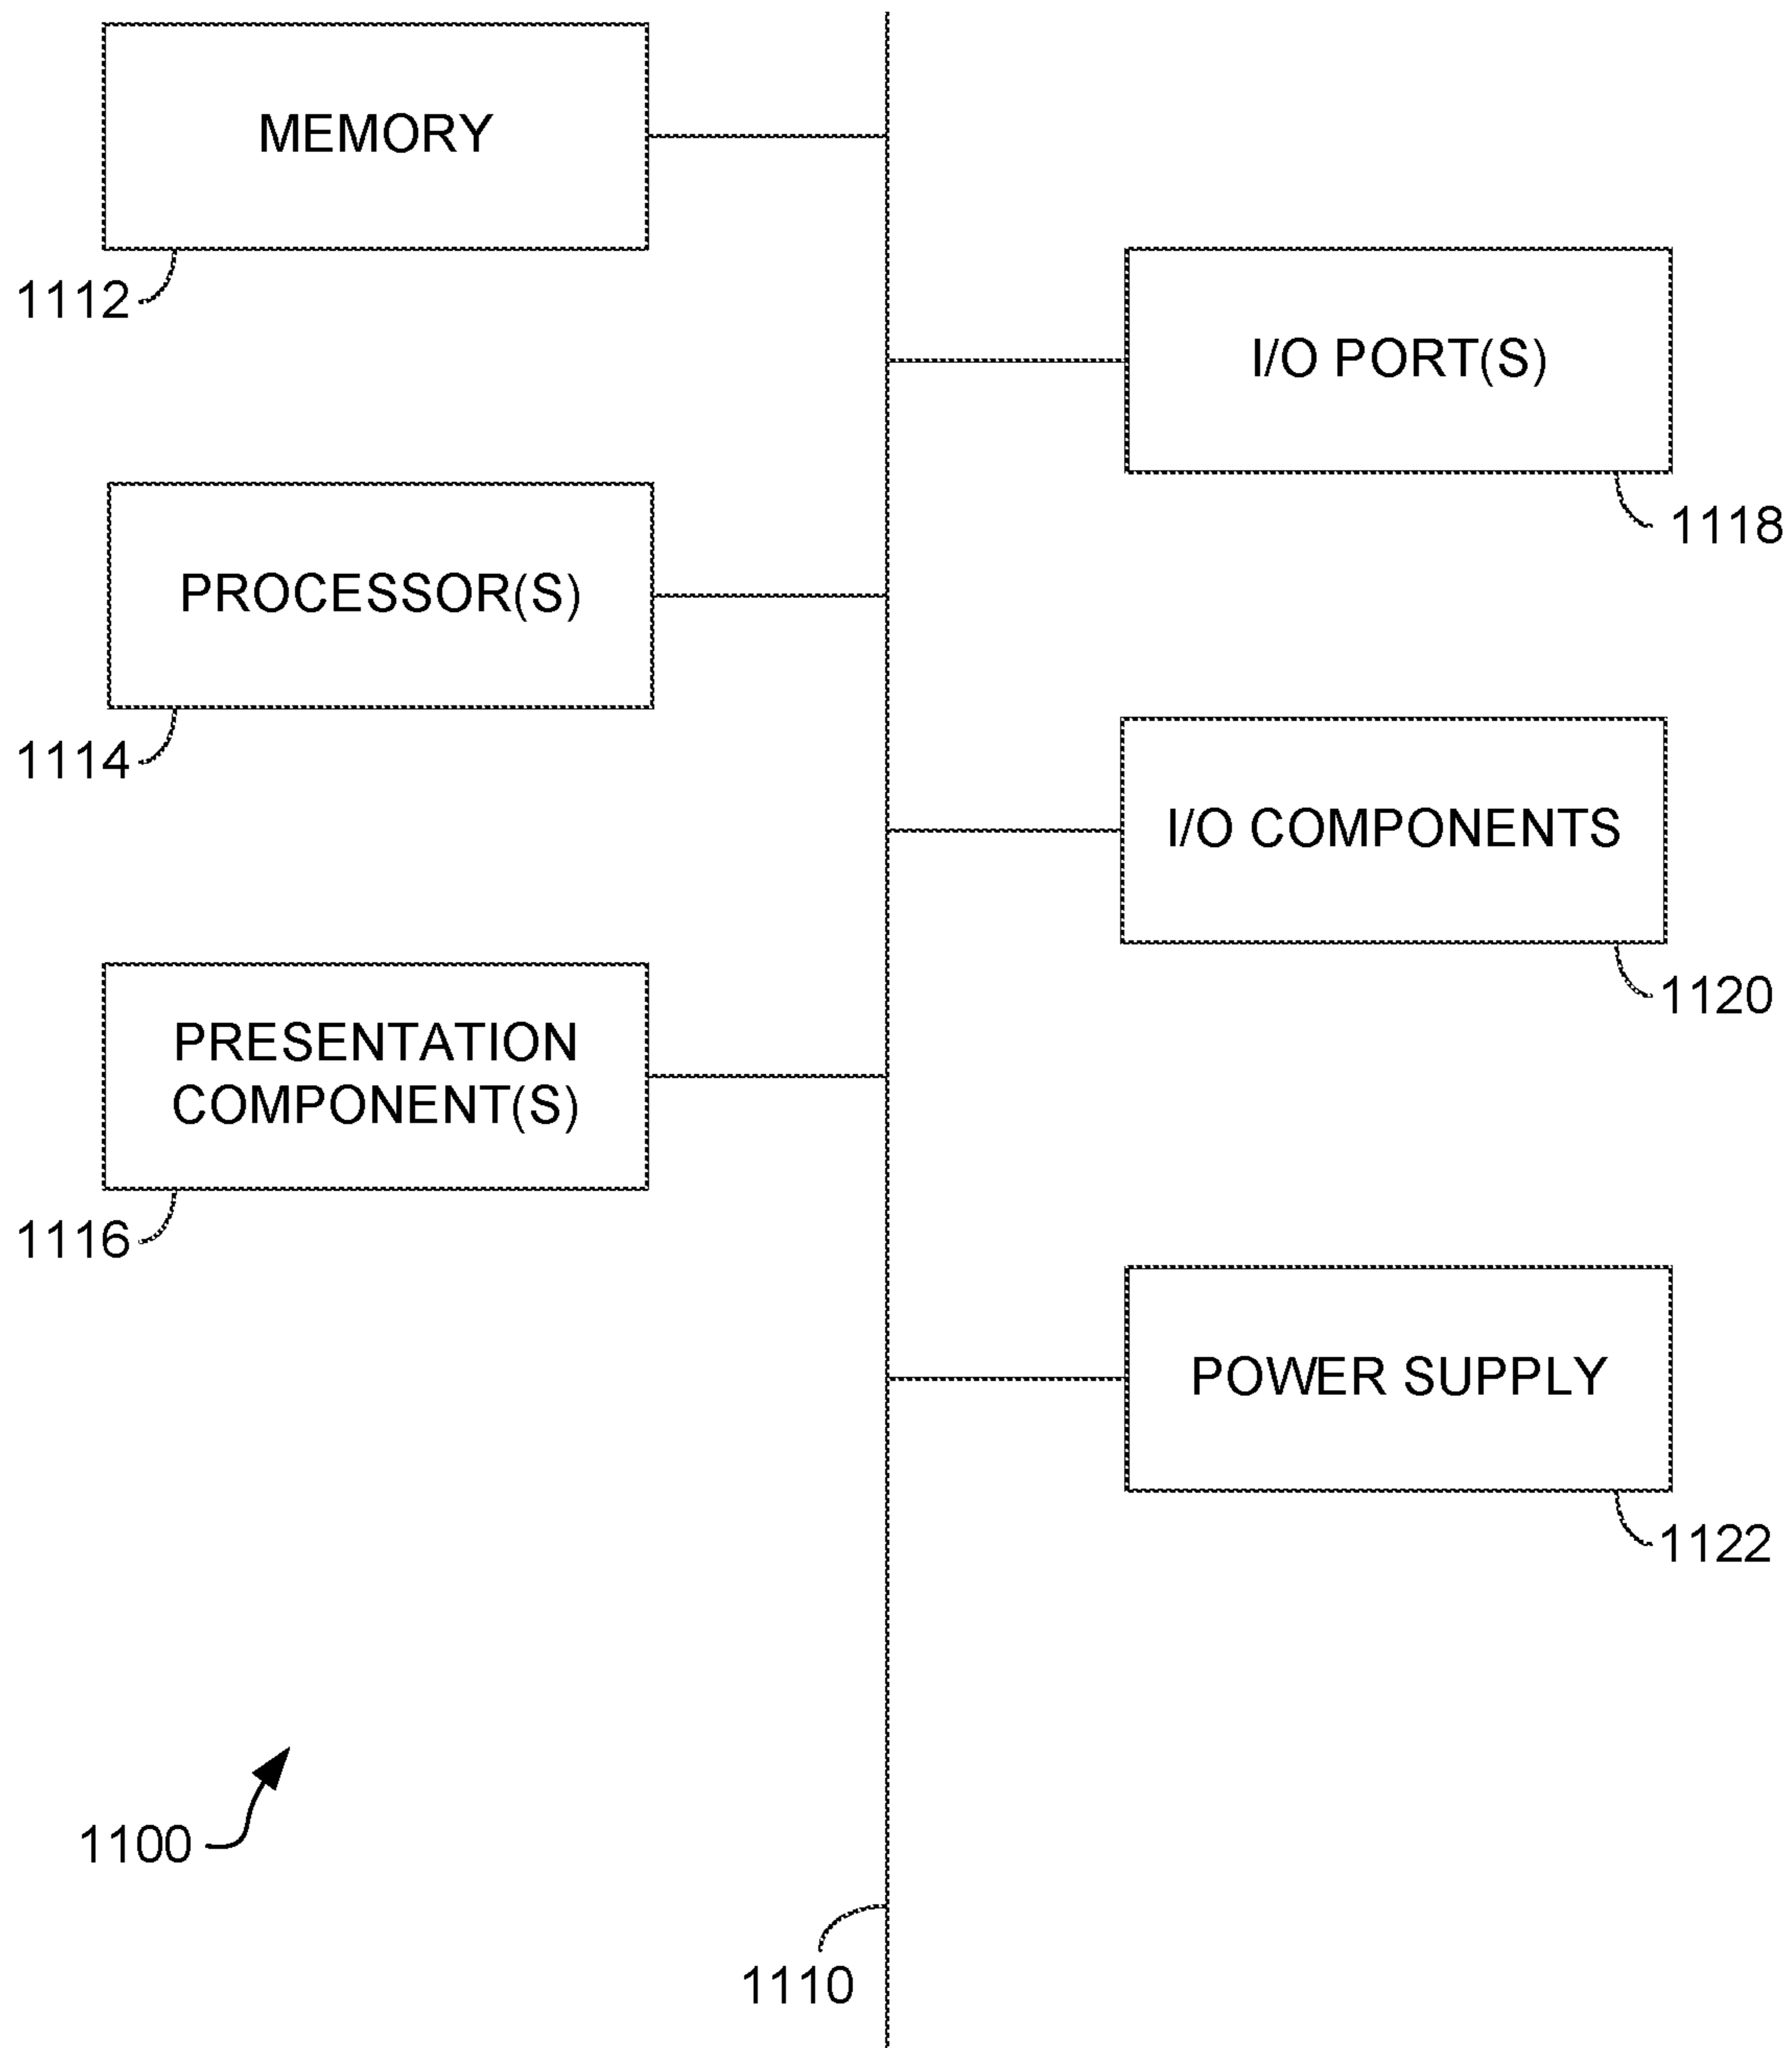 MEMORY
1112
I/O PORT(S)
1118
PROCESSOR(S)
1114
I/O COMPONENTS
1120
PRESENTATION
COMPONENT(S)
1116
POWER SUPPLY
1122
1100
1110